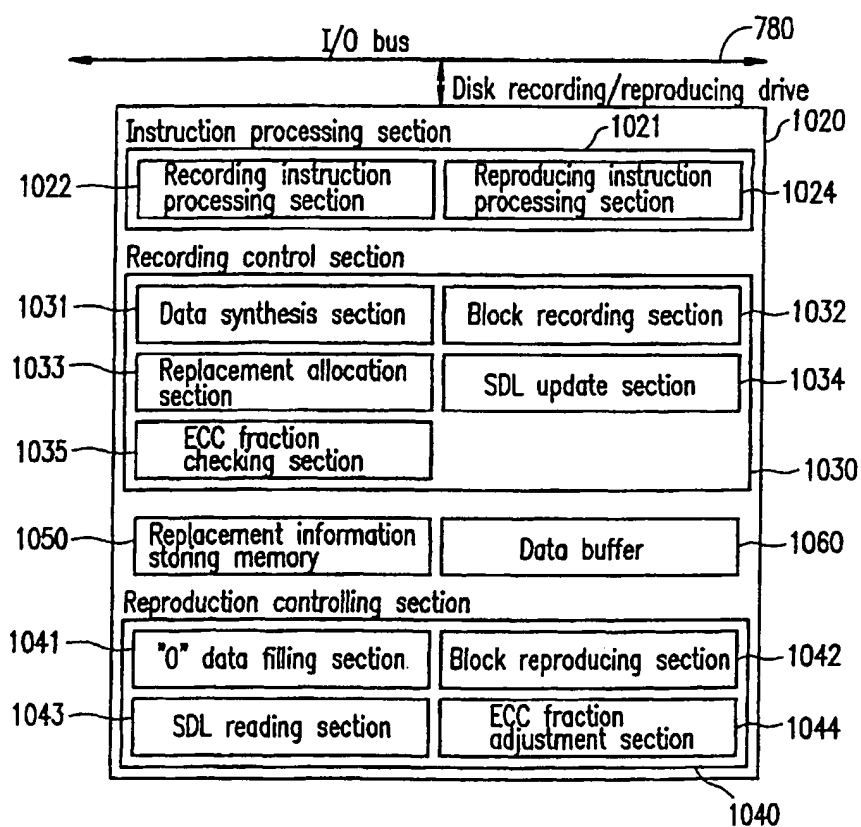 I/O bus
780
Disk recording/reproducing drive
1020
Instruction processing section
1021
1022
Recording instruction
processing section
Reproducing instruction
processing section
1024
Recording control section
1031
Data synthesis section
Block recording section
1032
1033
Replacement allocation
section
SDL update section
1034
1035
ECC fraction
checking section
1030
1050
Replacement information
storing memory
Data buffer
1060
Reproduction controlling section
1041
"0" data filling section
Block reproducing section
1042
1043
SDL reading section
ECC fraction
adjustment section
1044
1040